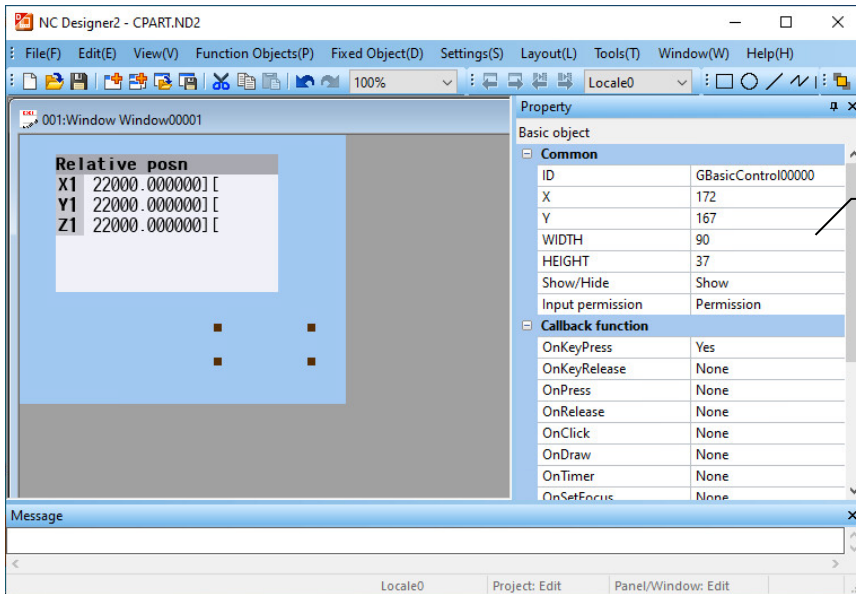 NC Designer2 - CPART.ND2
File(F) Edit(E) View(V) Function Objects(P) Fixed Object(D) Settings(S) Layout(L) Tools(T) Window(W) Help(H)
100% Locale0
001:Window Window00001
Relative posn
X1 22000.000000][
Y1 22000.000000][
Z1 22000.000000][
Property
Basic object
Common
ID GBasicControl00000
X 172
Y 167
WIDTH 90
HEIGHT 37
Show/Hide Show
Input permission Permission
Callback function
OnKeyPress Yes
OnKeyRelease None
OnPress None
OnRelease None
OnClick None
OnDraw None
OnTimer None
OnSetFocus None
Message
Locale0 Project: Edit Panel/Window: Edit